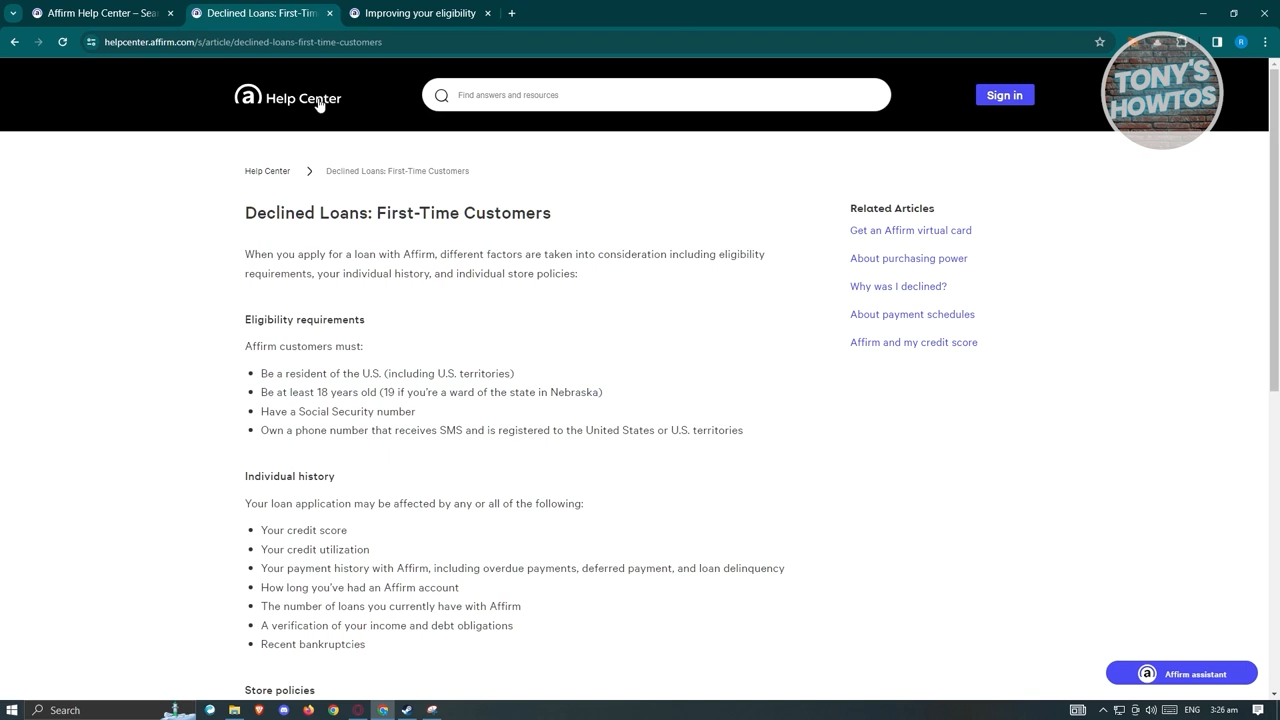 Affirm Help Center – Sea
Declined Loans: First-Tim
Improving your eligibility
helpcenter.affirm.com/s/article/declined-loans-first-time-customers
R
a Help Center
Find answers and resources
Sign in
TONY'S
HOWTOS
Help Center
Declined Loans: First-Time Customers
Declined Loans: First-Time Customers
When you apply for a loan with Affirm, different factors are taken into consideration including eligibility
requirements, your individual history, and individual store policies:
Eligibility requirements
Affirm customers must:
Be a resident of the U.S. (including U.S. territories)
Be at least 18 years old (19 if you're a ward of the state in Nebraska)
Have a Social Security number
Own a phone number that receives SMS and is registered to the United States or U.S. territories
Individual history
Your loan application may be affected by any or all of the following:
Your credit score
Your credit utilization
Your payment history with Affirm, including overdue payments, deferred payment, and loan delinquency
How long you've had an Affirm account
The number of loans you currently have with Affirm
A verification of your income and debt obligations
Recent bankruptcies
Store policies
Related Articles
Get an Affirm virtual card
About purchasing power
Why was I declined?
About payment schedules
Affirm and my credit score
a Affirm assistant
Search
ENG
3:26 am